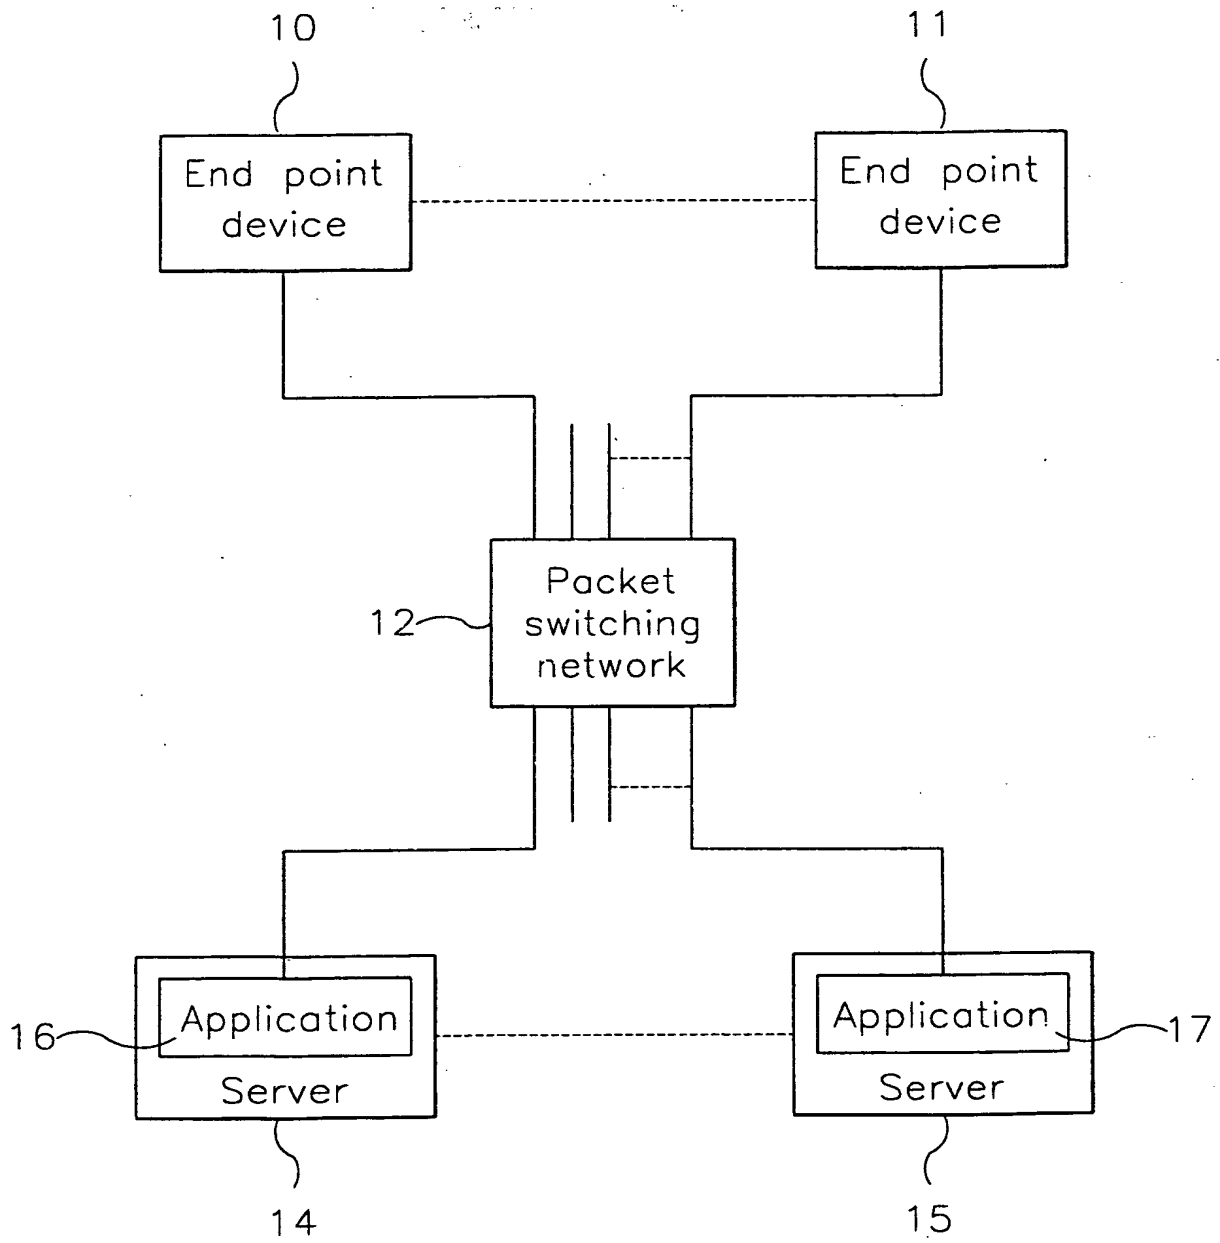 10
11
End point
device
End point
device
12
Packet
switching
network
16
Application
Server
Application
17
Server
14
15